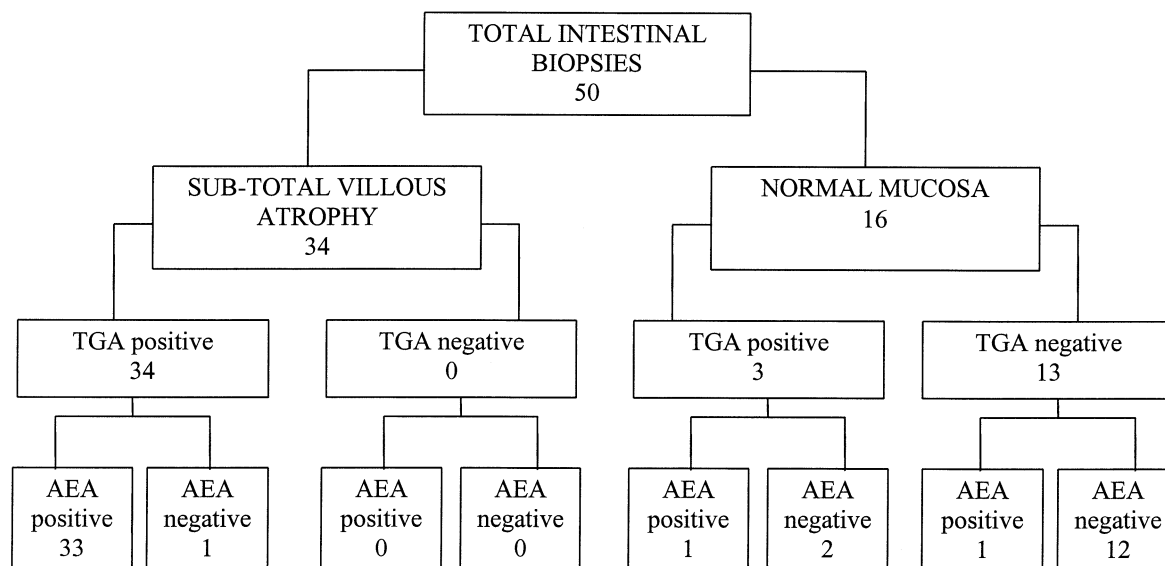 TOTAL INTESTINAL
BIOPSIES
50
SUB-TOTAL VILLOUS
ATROPHY
34
NORMAL MUCOSA
16
TGA positive
34
TGA negative
0
TGA positive
3
TGA negative
13
AEA
positive
33
AEA
negative
1
AEA
positive
0
AEA
negative
0
AEA
positive
1
AEA
negative
2
AEA
positive
1
AEA
negative
12